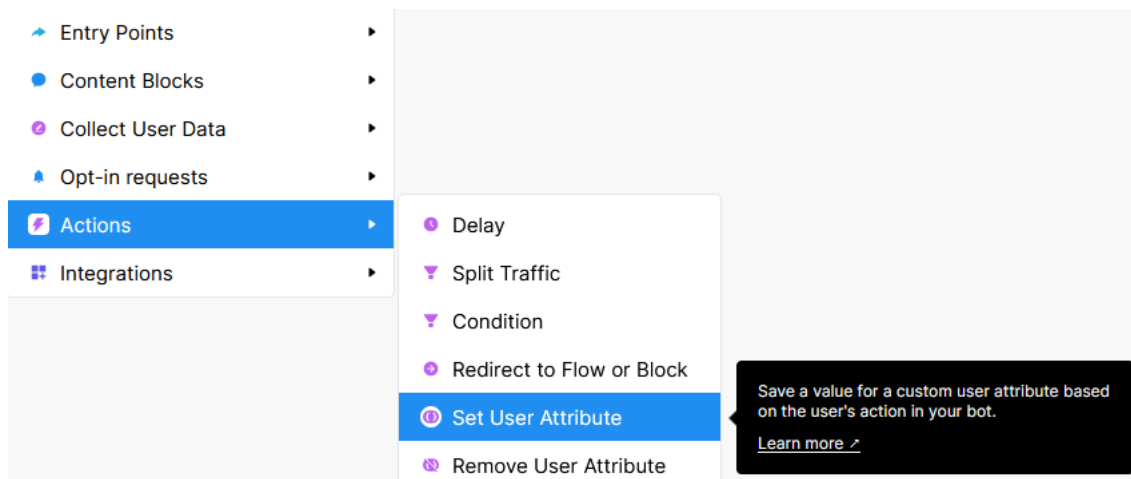 Entry Points
Content Blocks
Collect User Data
Opt-in requests
Actions
Integrations
Delay
Split Traffic
Condition
Redirect to Flow or Block
Set User Attribute
Remove User Attribute
Save a value for a custom user attribute based
on the user's action in your bot.
Learn more ↗